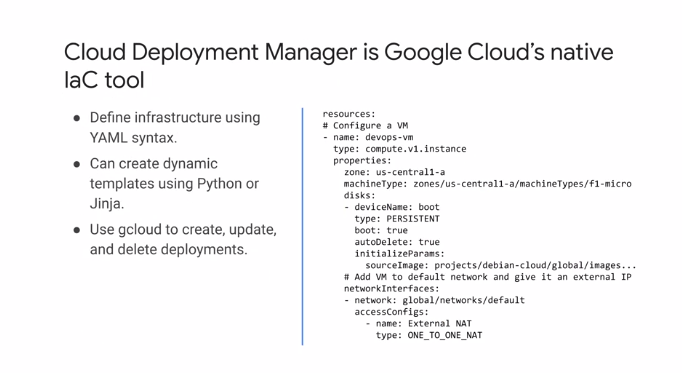 Cloud Deployment Manager is Google Cloud's native
IaC tool
● Define infrastructure using
YAML syntax.
● Can create dynamic
templates using Python or
Jinja.
● Use gcloud to create, update,
and delete deployments.
resources:
# Configure a VM
- name: devops-vm
  type: compute.v1.instance
  properties:
    zone: us-central1-a
    machineType: zones/us-central1-a/machineTypes/f1-micro
    disks:
    - deviceName: boot
      type: PERSISTENT
      boot: true
      autoDelete: true
      initializeParams:
        sourceImage: projects/debian-cloud/global/images...
    # Add VM to default network and give it an external IP
    networkInterfaces:
    - network: global/networks/default
      accessConfigs:
        - name: External NAT
          type: ONE_TO_ONE_NAT